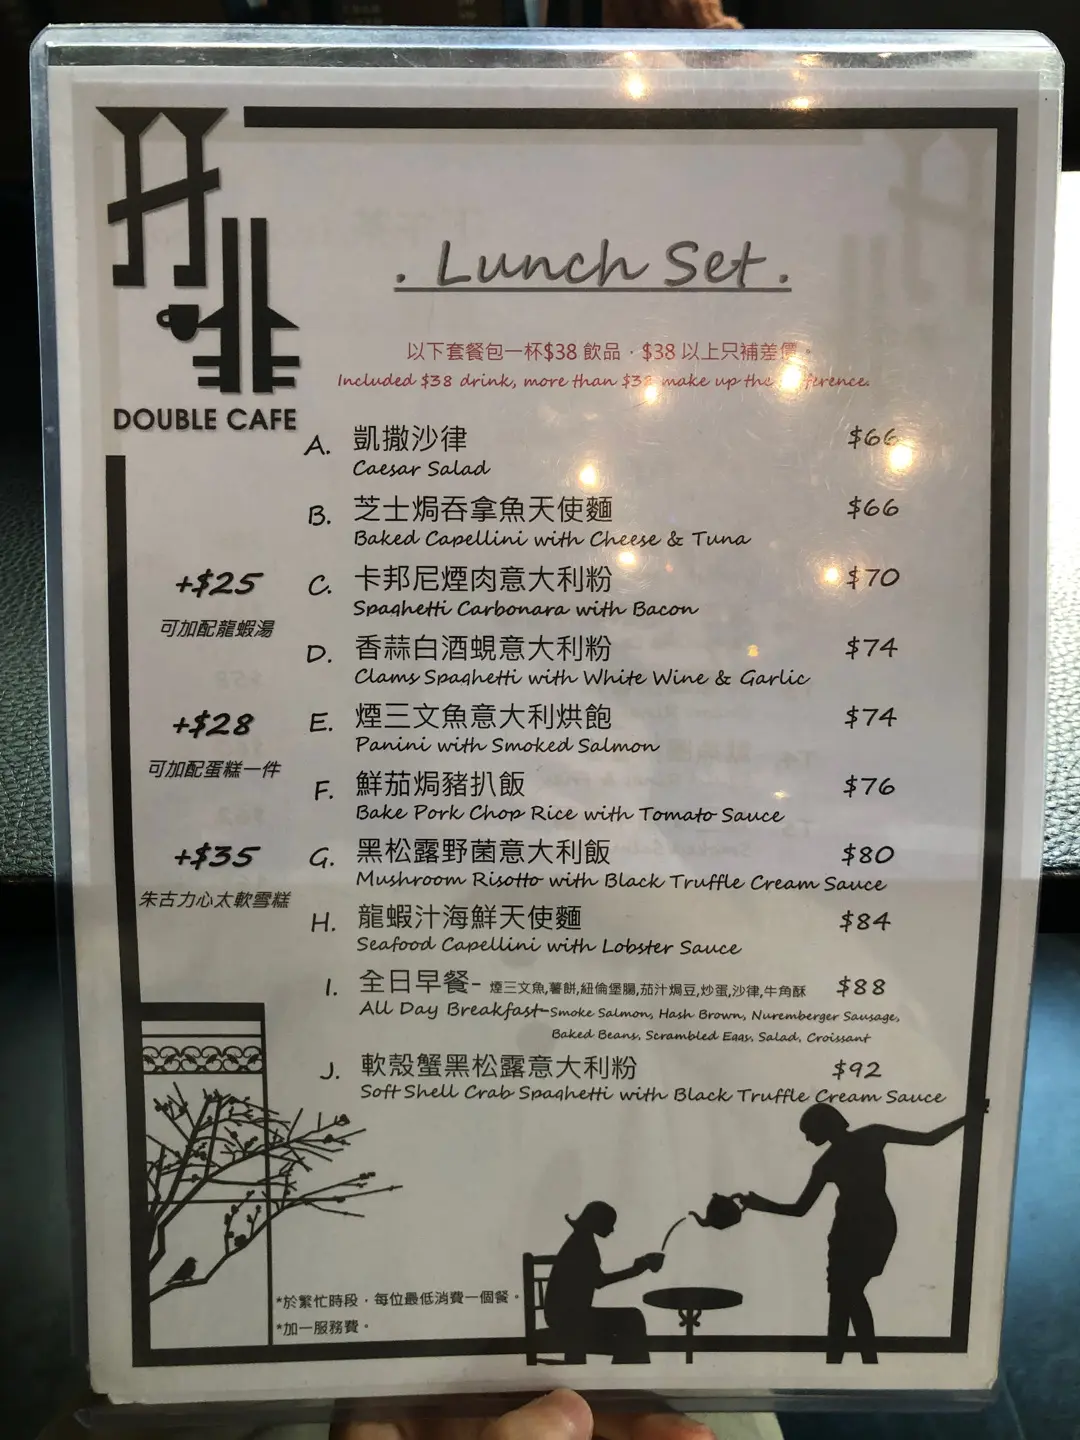 DOUBLE CAFE
. Lunch Set .
以下套餐包一杯$38 飲品．$38 以上只補差價。
Included $38 drink, more than $38 make up the
A. 凱撒沙律 $66
Caesar Salad
B. 芝士焗吞拿魚天使麵 $66
Baked Capellini with Cheese & Tuna
C. 卡邦尼煙肉意大利粉 $70
Spaghetti Carbonara with Bacon
D. 香蒜白酒蜆意大利粉 $74
Clams Spaghetti with White Wine & Garlic
E. 煙三文魚意大利烘飽 $74
Panini with Smoked Salmon
F. 鮮茄焗豬扒飯 $76
Bake Pork Chop Rice with Tomato Sauce
G. 黑松露野菌意大利飯 $80
Mushroom Risotto with Black Truffle Cream Sauce
H. 龍蝦汁海鮮天使麵 $84
Seafood Capellini with Lobster Sauce
I. 全日早餐- 煙三文魚,薯餅,紐倫堡腸,茄汁焗豆,炒蛋,沙律,牛角酥 $88
All Day Breakfast-Smoke Salmon, Hash Brown, Nuremberger Sausage,
Baked Beans, Scrambled Eggs, Salad, Croissant
J. 軟殼蟹黑松露意大利粉 $92
Soft Shell Crab Spaghetti with Black Truffle Cream Sauce
+$25
可加配龍蝦湯
+$28
可加配蛋糕一件
+$35
朱古力心太軟雪糕
*於繁忙時段，每位最低消費一個餐。
*加一服務費。